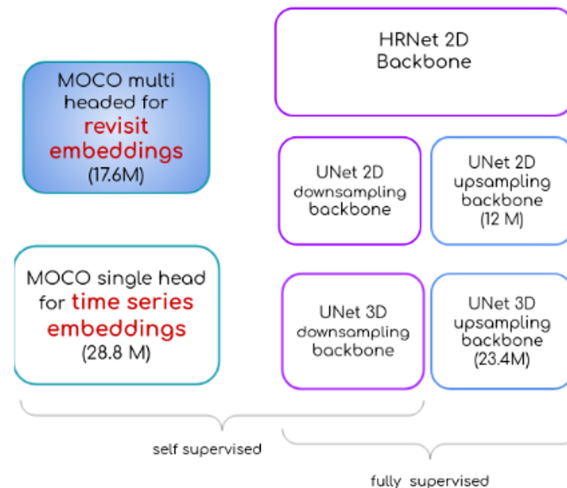 HRNet 2D
Backbone
MOCO multi
headed for
revisit
embeddings
(17.6M)
UNet 2D
downsampling
backbone
UNet 2D
upsampling
backbone
(12 M)
MOCO single head
for time series
embeddings
(28.8 M)
UNet 3D
downsampling
backbone
UNet 3D
upsampling
backbone
(23.4M)
self supervised
fully supervised